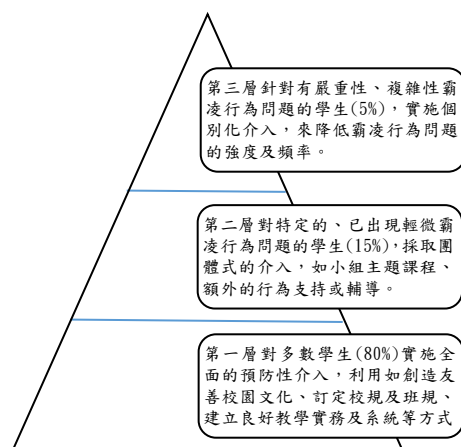 第三層針對有嚴重性、複雜性霸
凌行為問題的學生(5%)，實施個
別化介入，來降低霸凌行為問題
的強度及頻率。
第二層對特定的、已出現輕微霸
凌行為問題的學生(15%)，採取團
體式的介入，如小組主題課程、
額外的行為支持或輔導。
第一層對多數學生(80%)實施全
面的預防性介入，利用如創造友
善校園文化、訂定校規及班規、
建立良好教學實務及系統等方式